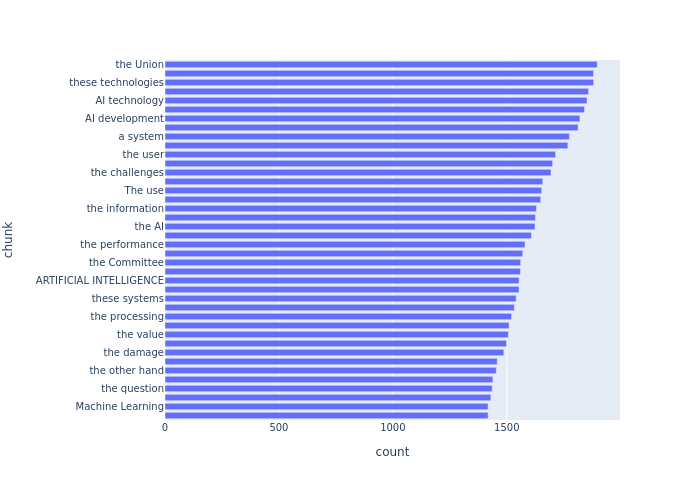 the Union
these technologies
AI technology
AI development
a system
the user
the challenges
The use
the information
the AI
the performance
the Committee
ARTIFICIAL INTELLIGENCE
these systems
the processing
the value
the damage
the other hand
the question
Machine Learning
0 500 1000 1500
count
chunk